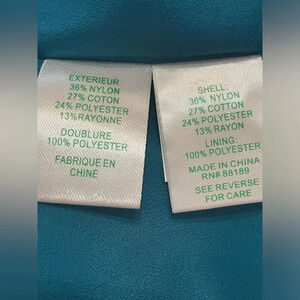 EXTERIEUR
36% NYLON
27% COTON
24% POLYESTER
13% RAYONNE
DOUBLURE
100% POLYESTER
FABRIQUE EN
CHINE
SHELL:
36% NYLON
27% COTTON
24% POLYESTER
13% RAYON
LINING:
100% POLYESTER
MADE IN CHINA
RN# 88189
SEE REVERSE
FOR CARE